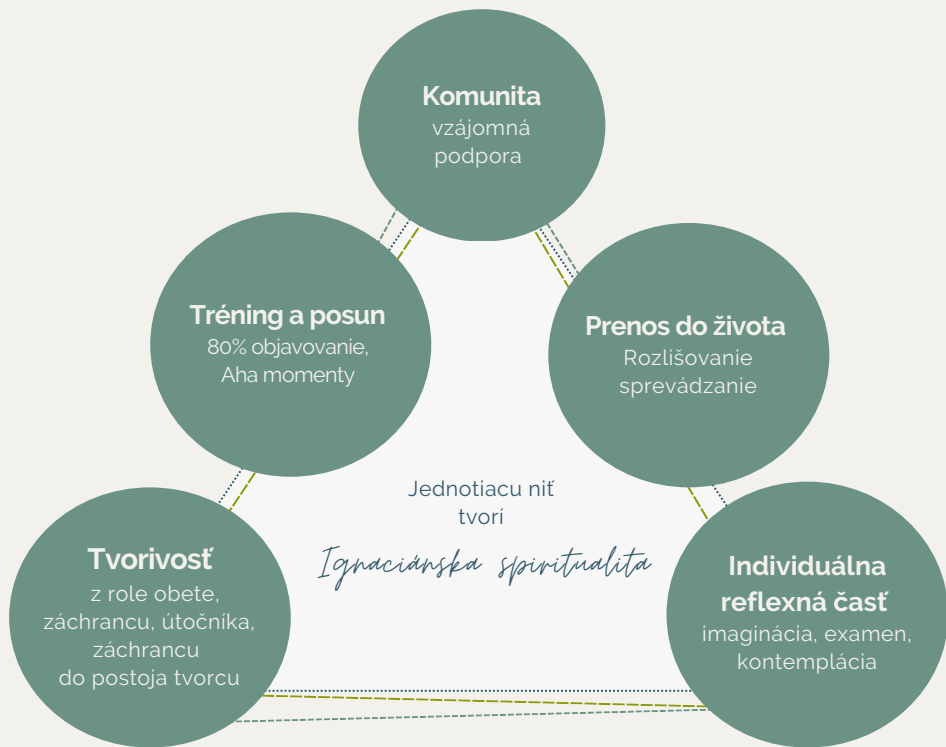 Komunita
vzájomná
podpora
Tréning a posun
80% objavovanie,
Aha momenty
Prenos do života
Rozlišovanie
sprevádzanie
Jednotiacu niť
tvorí
Ignaciánska spiritualita
Tvorivosť
z role obete,
záchrancu, útočníka,
záchrancu
do postoja tvorcu
Individuálna
reflexná časť
imaginácia, examen,
kontemplácia